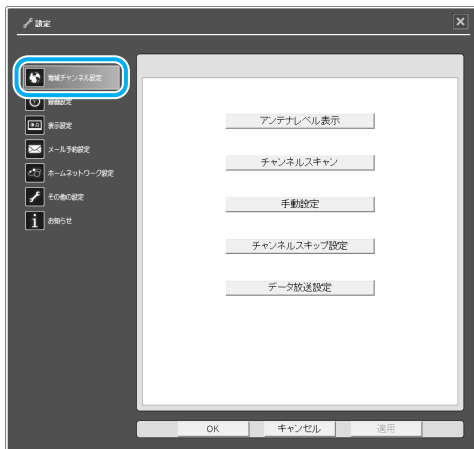 設定
地域チャンネル設定
録画設定
表示設定
メール予約設定
ホームネットワーク設定
その他の設定
お知らせ
アンテナレベル表示
チャンネルスキャン
手動設定
チャンネルスキップ設定
データ放送設定
OK
キャンセル
適用